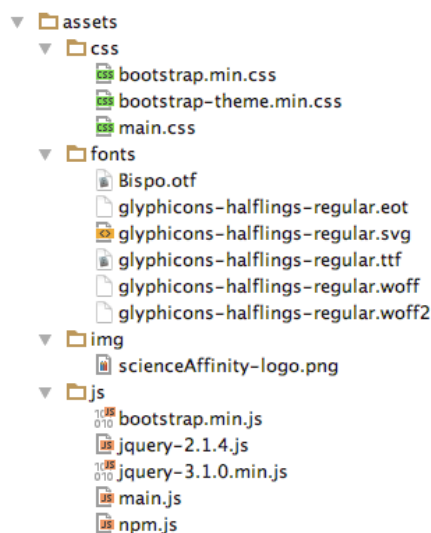 assets
css
bootstrap.min.css
bootstrap-theme.min.css
main.css
fonts
Bispo.otf
glyphicons-halflings-regular.eot
glyphicons-halflings-regular.svg
glyphicons-halflings-regular.ttf
glyphicons-halflings-regular.woff
glyphicons-halflings-regular.woff2
img
scienceAffinity-logo.png
js
bootstrap.min.js
jquery-2.1.4.js
jquery-3.1.0.min.js
main.js
npm.js